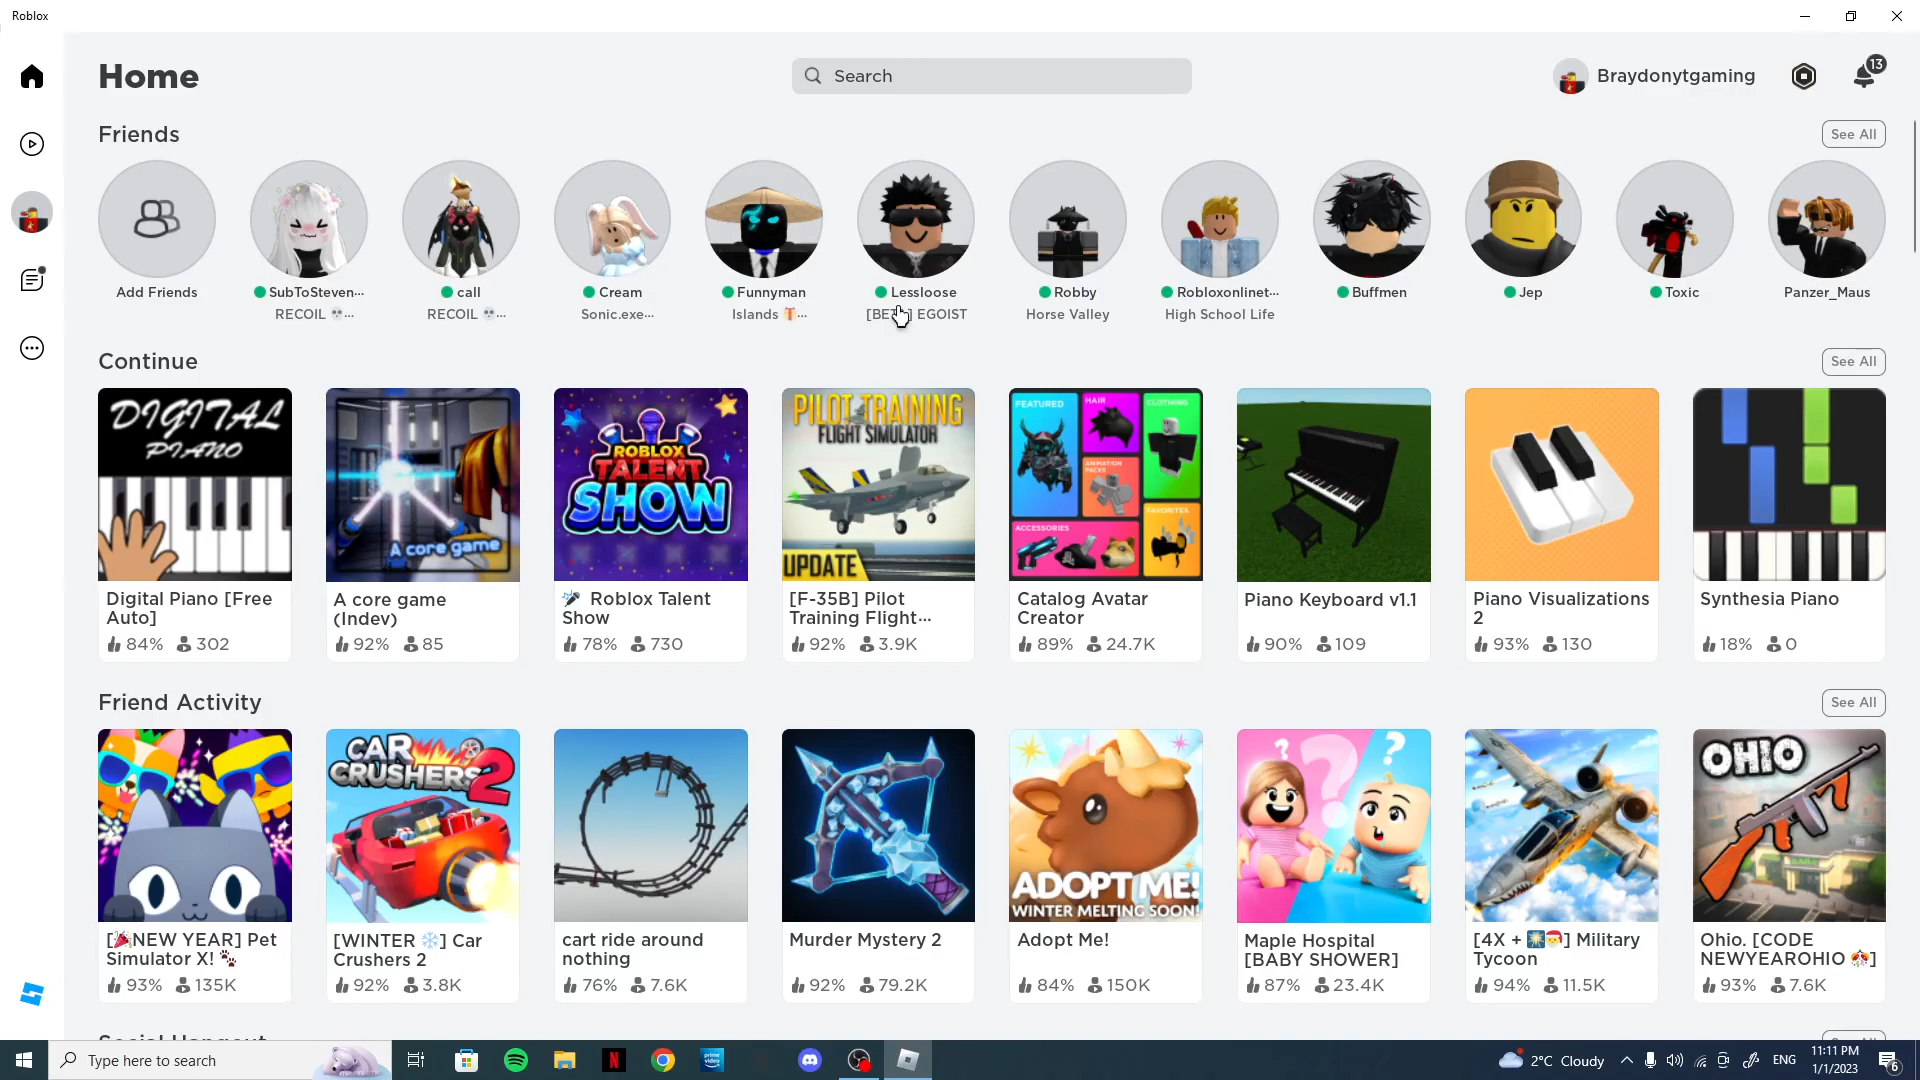 Roblox
Home
Search
Braydonytgaming
13
Friends
See All
Add Friends
SubToSteven...
RECOIL 💀...
call
RECOIL 💀...
Cream
Sonic.exe...
Funnyman
Islands 🎁...
Lessloose
EGOIST
Robby
Horse Valley
Robloxonlinet...
High School Life
Buffmen
Jep
Toxic
Panzer_Maus
Continue
See All
DIGITAL
PIANO
Digital Piano [Free
Auto]
84% 302
A core game
A core game
(Indev)
92% 85
ROBLOX
TALENT
SHOW
🎤 Roblox Talent
Show
78% 730
PILOT TRAINING
FLIGHT SIMULATOR
UPDATE
[F-35B] Pilot
Training Flight...
92% 3.9K
FEATURED
HAIR
CLOTHING
ANIMATION
PACKS
FAVORITES
ACCESSORIES
Catalog Avatar
Creator
89% 24.7K
Piano Keyboard v1.1
90% 109
Piano Visualizations
2
93% 130
Synthesia Piano
18% 0
Friend Activity
See All
[🎉NEW YEAR] Pet
Simulator X! 🐾
93% 135K
CAR
CRUSHERS 2
[WINTER ❄️] Car
Crushers 2
92% 3.8K
cart ride around
nothing
76% 7.6K
Murder Mystery 2
92% 79.2K
ADOPT ME!
WINTER MELTING SOON!
Adopt Me!
84% 150K
? ? ?
Maple Hospital
[BABY SHOWER]
87% 23.4K
[4X + 🎆🎅] Military
Tycoon
94% 11.5K
OHIO
Ohio. [CODE
NEWYEAROHIO 🎊]
93% 7.6K
Social Hangout
Type here to search
prime
video
2°C Cloudy
ENG
11:11 PM
1/1/2023
6